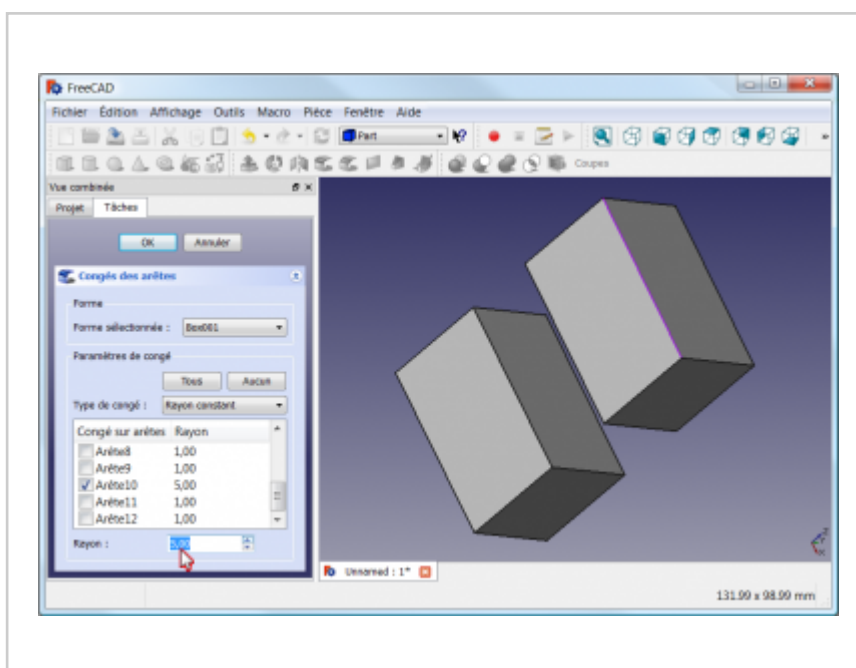 FreeCAD
Fichier Édition Affichage Outils Macro Pièce Fenêtre Aide
Part
Coupes
Vue combinée
Projet Tâches
OK Annuler
Congés des arêtes
Forme
Forme sélectionnée : Box001
Paramètres de congé
Tous Aucun
Type de congé : Rayon constant
Congé sur arêtes Rayon
Arête8 1,00
Arête9 1,00
Arête10 5,00
Arête11 1,00
Arête12 1,00
Rayon : 5,00
Unnamed : 1*
131.99 x 98.99 mm